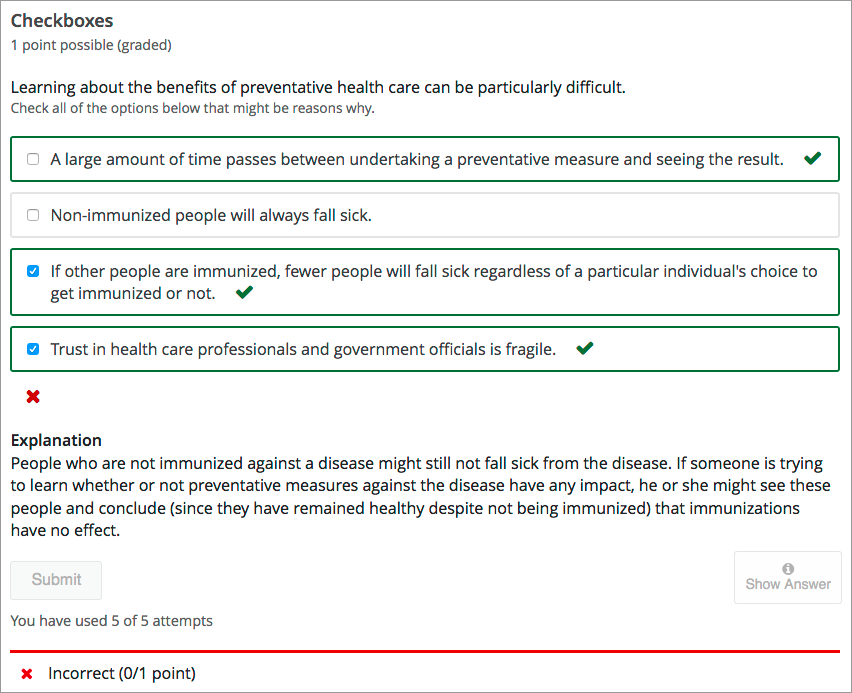 Checkboxes
1 point possible (graded)
Learning about the benefits of preventative health care can be particularly difficult.
Check all of the options below that might be reasons why.
A large amount of time passes between undertaking a preventative measure and seeing the result.
Non-immunized people will always fall sick.
If other people are immunized, fewer people will fall sick regardless of a particular individual's choice to
get immunized or not.
Trust in health care professionals and government officials is fragile.
Explanation
People who are not immunized against a disease might still not fall sick from the disease. If someone is trying
to learn whether or not preventative measures against the disease have any impact, he or she might see these
people and conclude (since they have remained healthy despite not being immunized) that immunizations
have no effect.
Submit
Show Answer
You have used 5 of 5 attempts
Incorrect (0/1 point)